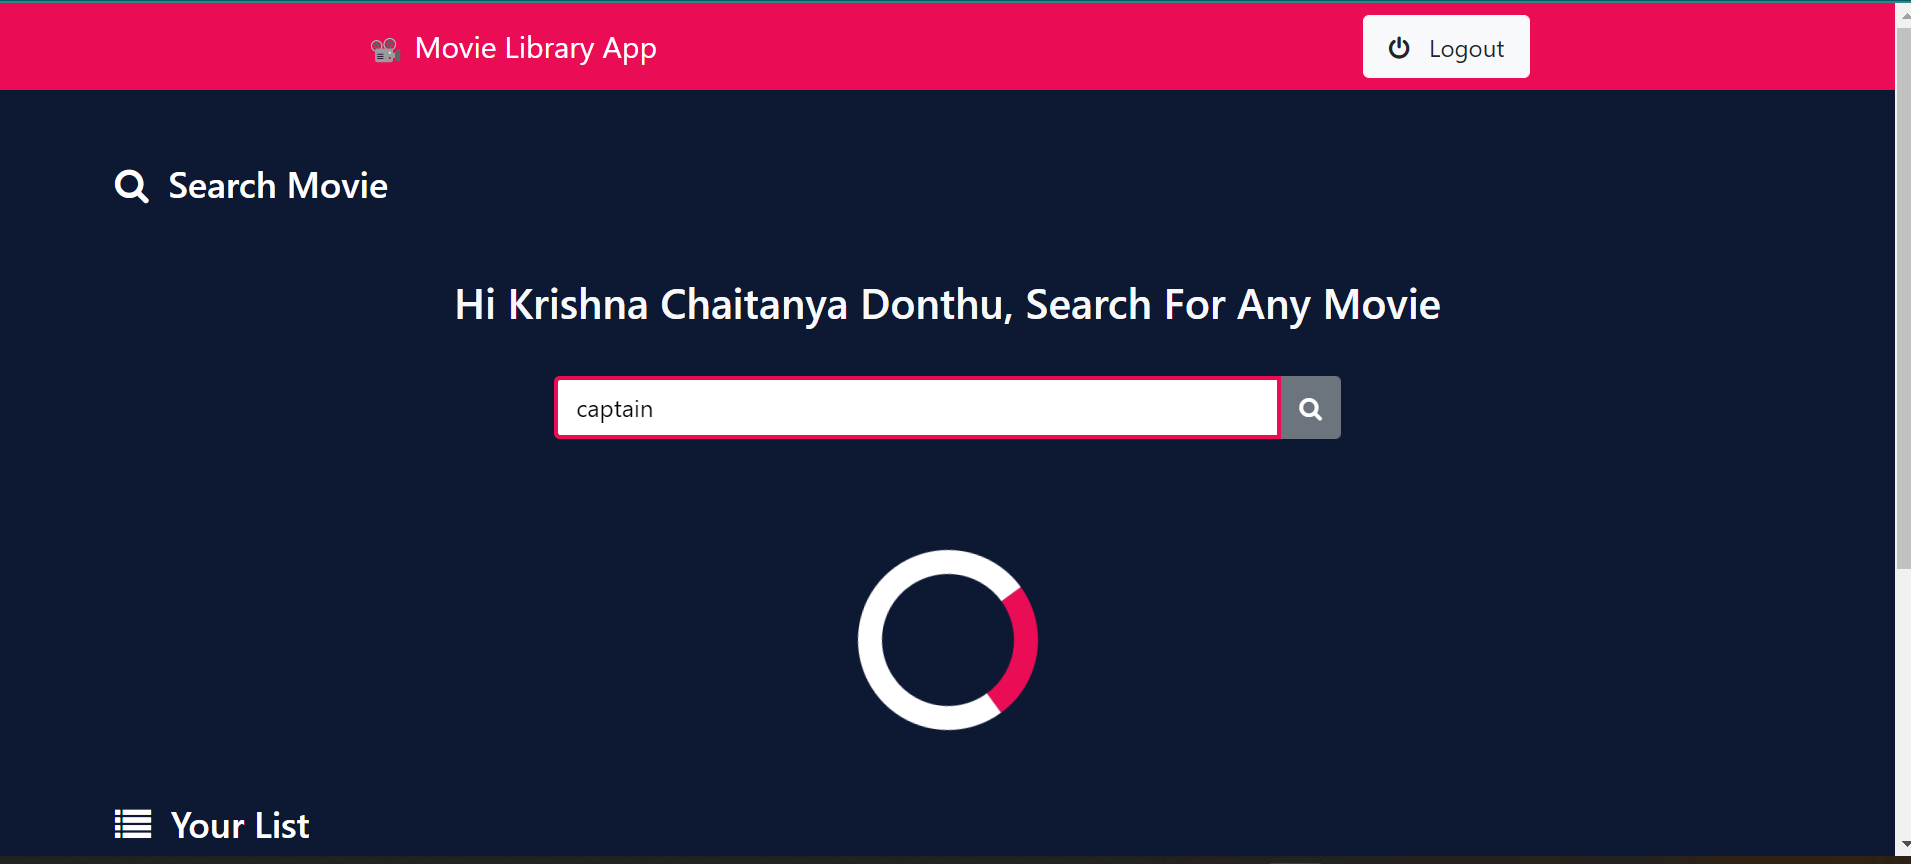 Movie Library App
Logout
Search Movie
Hi Krishna Chaitanya Donthu, Search For Any Movie
captain
Your List